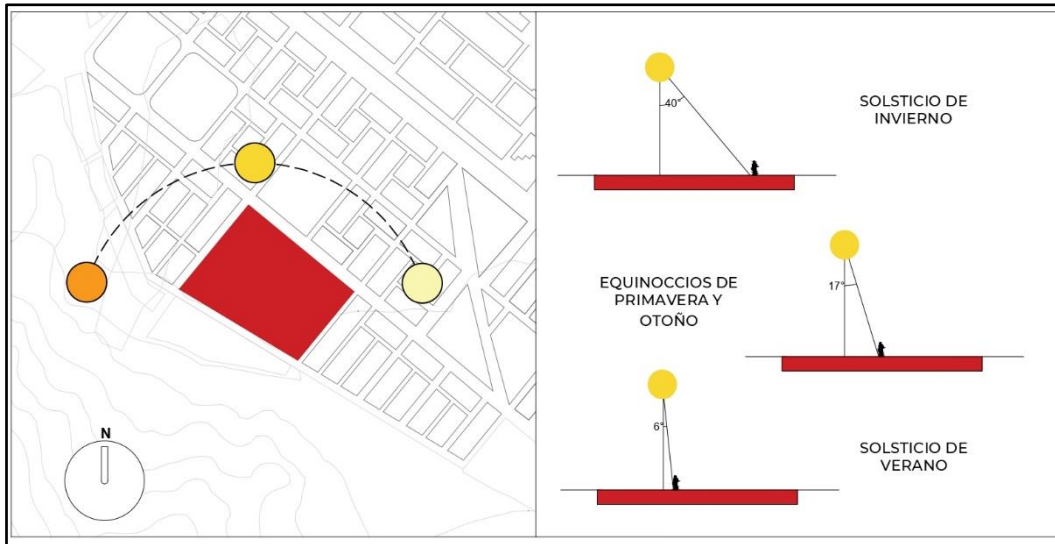 N
40°
SOLSTICIO DE
INVIERNO
EQUINOCCIOS DE
PRIMAVERA Y
OTOÑO
17°
6°
SOLSTICIO DE
VERANO